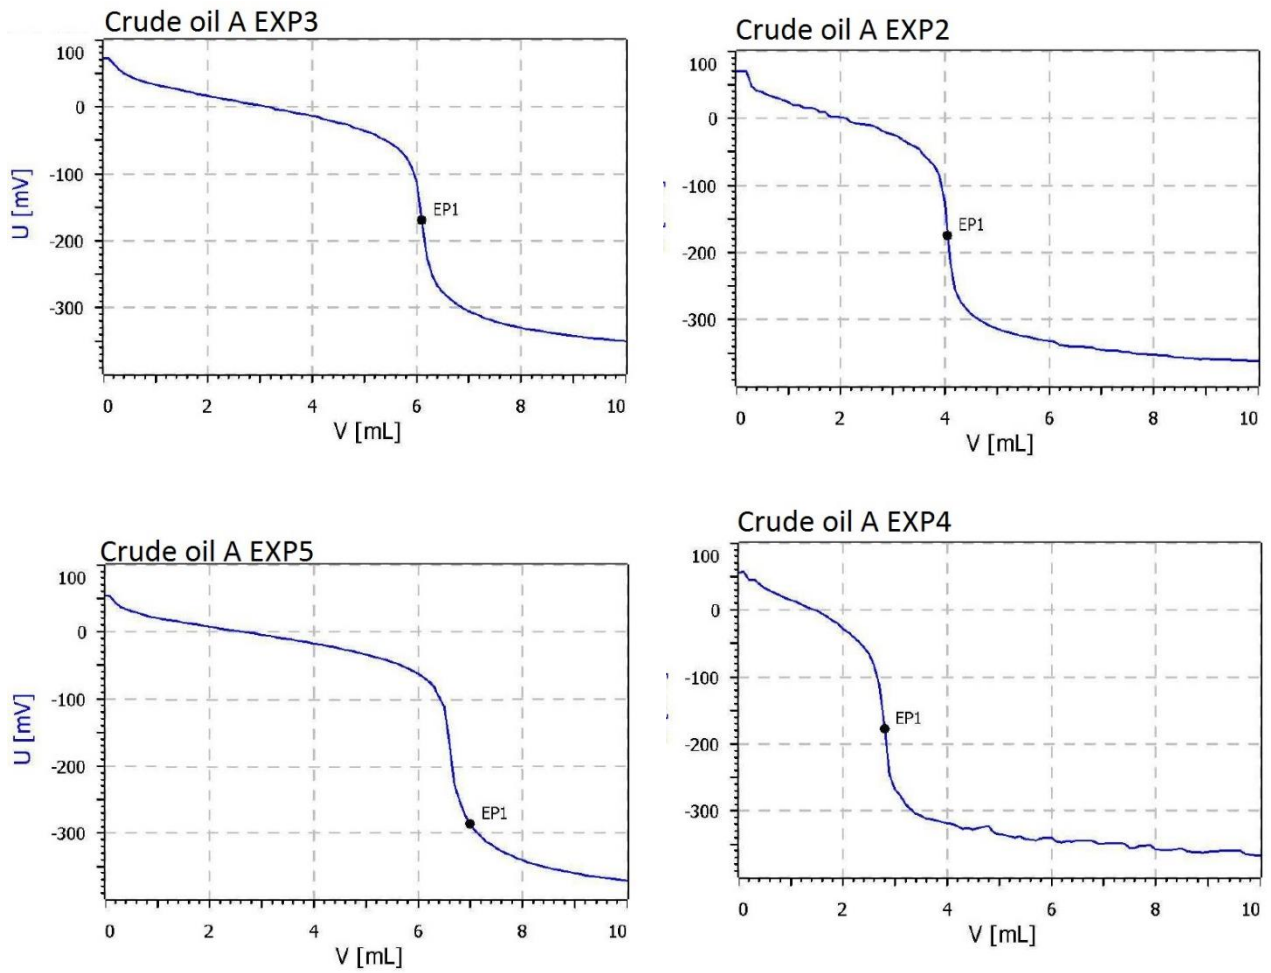 Crude oil A EXP3
100
0
-100
-200
-300
U [mV]
EP1
0 2 4 6 8 10
V [mL]
Crude oil A EXP2
100
0
-100
-200
-300
EP1
0 2 4 6 8 10
V [mL]
Crude oil A EXP5
100
0
-100
-200
-300
U [mV]
EP1
0 2 4 6 8 10
V [mL]
Crude oil A EXP4
100
0
-100
-200
-300
EP1
0 2 4 6 8 10
V [mL]